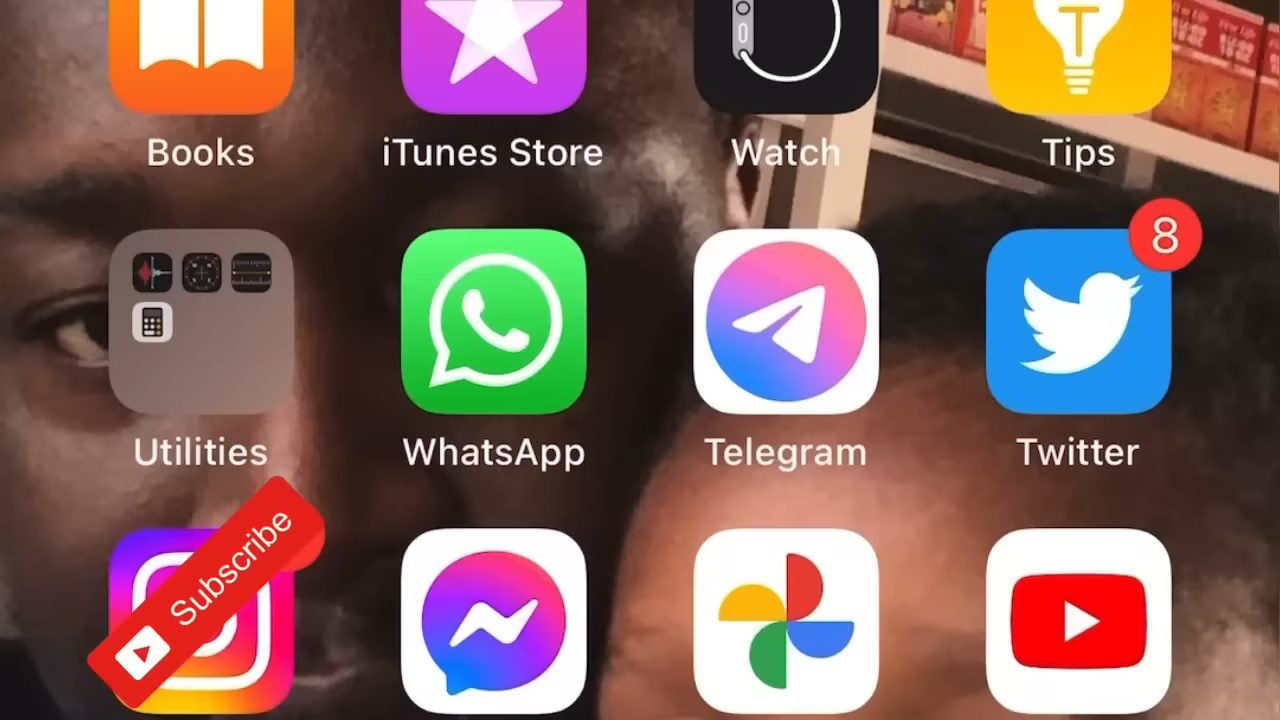 Books
iTunes Store
Watch
Tips
8
Utilities
WhatsApp
Telegram
Twitter
Subscribe